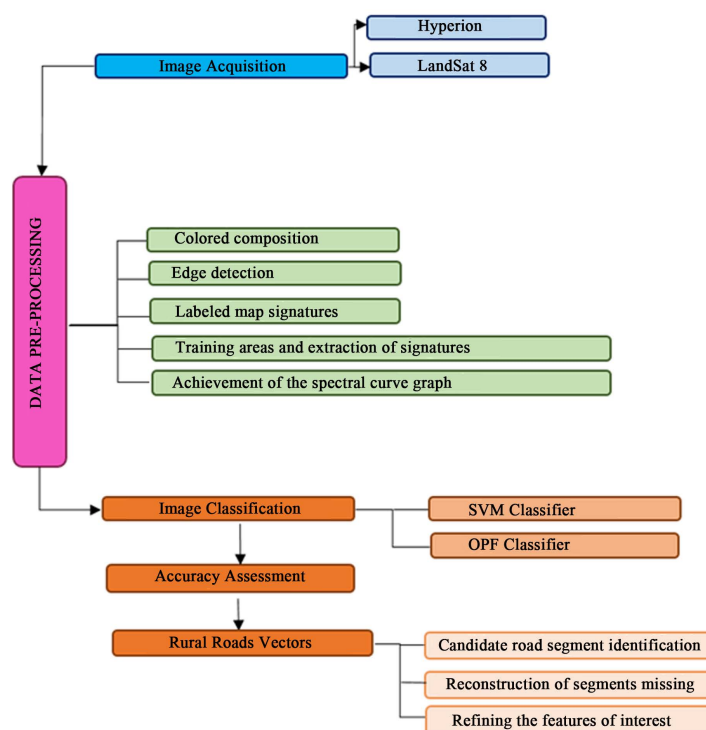 Hyperion
Image Acquisition
LandSat 8
DATA PRE-PROCESSING
Colored composition
Edge detection
Labeled map signatures
Training areas and extraction of signatures
Achievement of the spectral curve graph
Image Classification
SVM Classifier
OPF Classifier
Accuracy Assessment
Rural Roads Vectors
Candidate road segment identification
Reconstruction of segments missing
Refining the features of interest